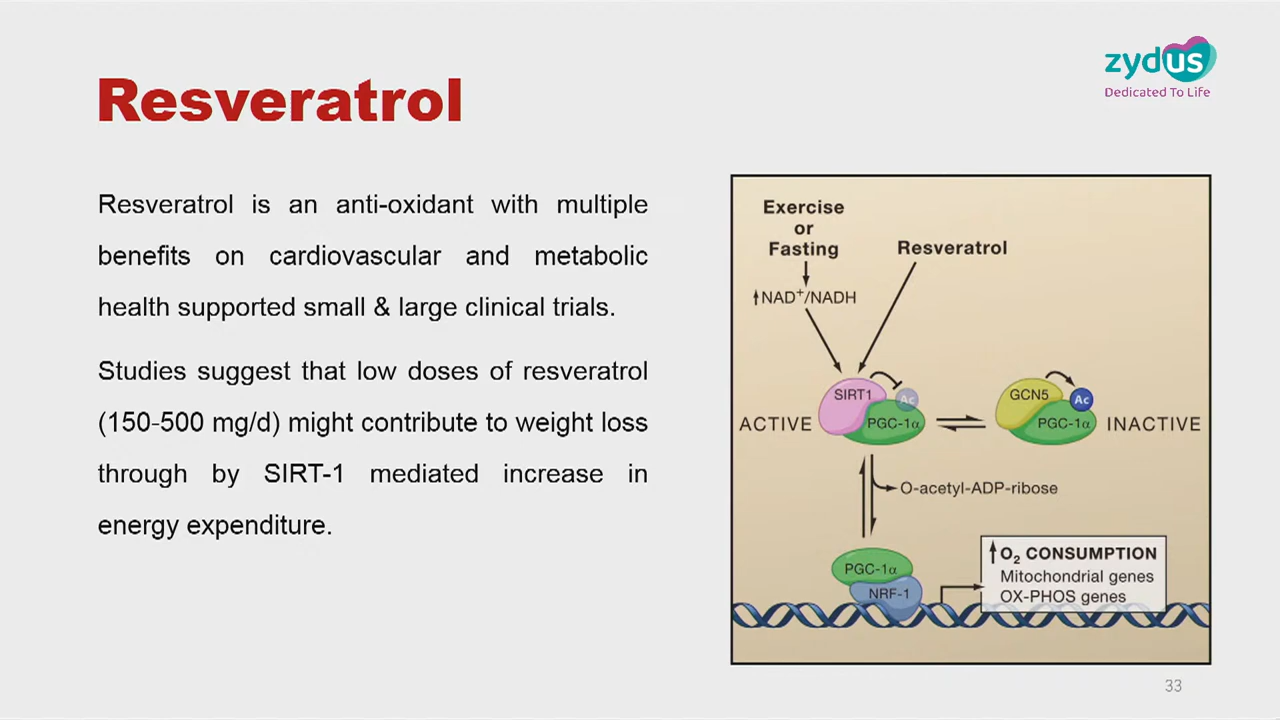 zydus
Dedicated To Life
Resveratrol
Resveratrol is an anti-oxidant with multiple
benefits on cardiovascular and metabolic
health supported small & large clinical trials.
Studies suggest that low doses of resveratrol
(150-500 mg/d) might contribute to weight loss
through by SIRT-1 mediated increase in
energy expenditure.
Exercise
or
Fasting
Resveratrol
↑NAD⁺/NADH
SIRT1
Ac
PGC-1α
ACTIVE
GCN5
Ac
PGC-1α
INACTIVE
O-acetyl-ADP-ribose
PGC-1α
NRF-1
↑O₂ CONSUMPTION
Mitochondrial genes
OX-PHOS genes
33